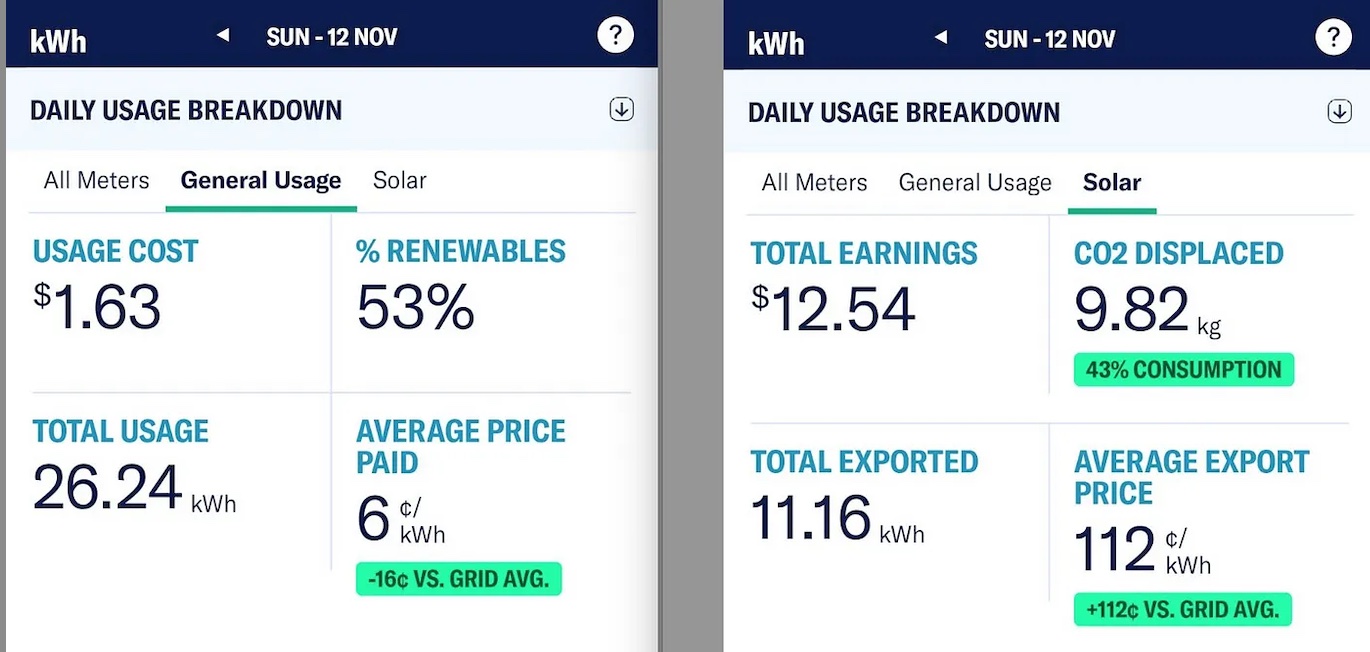 kWh
◄ SUN - 12 NOV
?
DAILY USAGE BREAKDOWN
All Meters General Usage Solar
USAGE COST
$1.63
% RENEWABLES
53%
TOTAL USAGE
26.24 kWh
AVERAGE PRICE
PAID
6 ¢/
kWh
-16¢ VS. GRID AVG.
kWh
◄ SUN - 12 NOV
?
DAILY USAGE BREAKDOWN
All Meters General Usage Solar
TOTAL EARNINGS
$12.54
CO2 DISPLACED
9.82 kg
43% CONSUMPTION
TOTAL EXPORTED
11.16 kWh
AVERAGE EXPORT
PRICE
112 ¢/
kWh
+112¢ VS. GRID AVG.